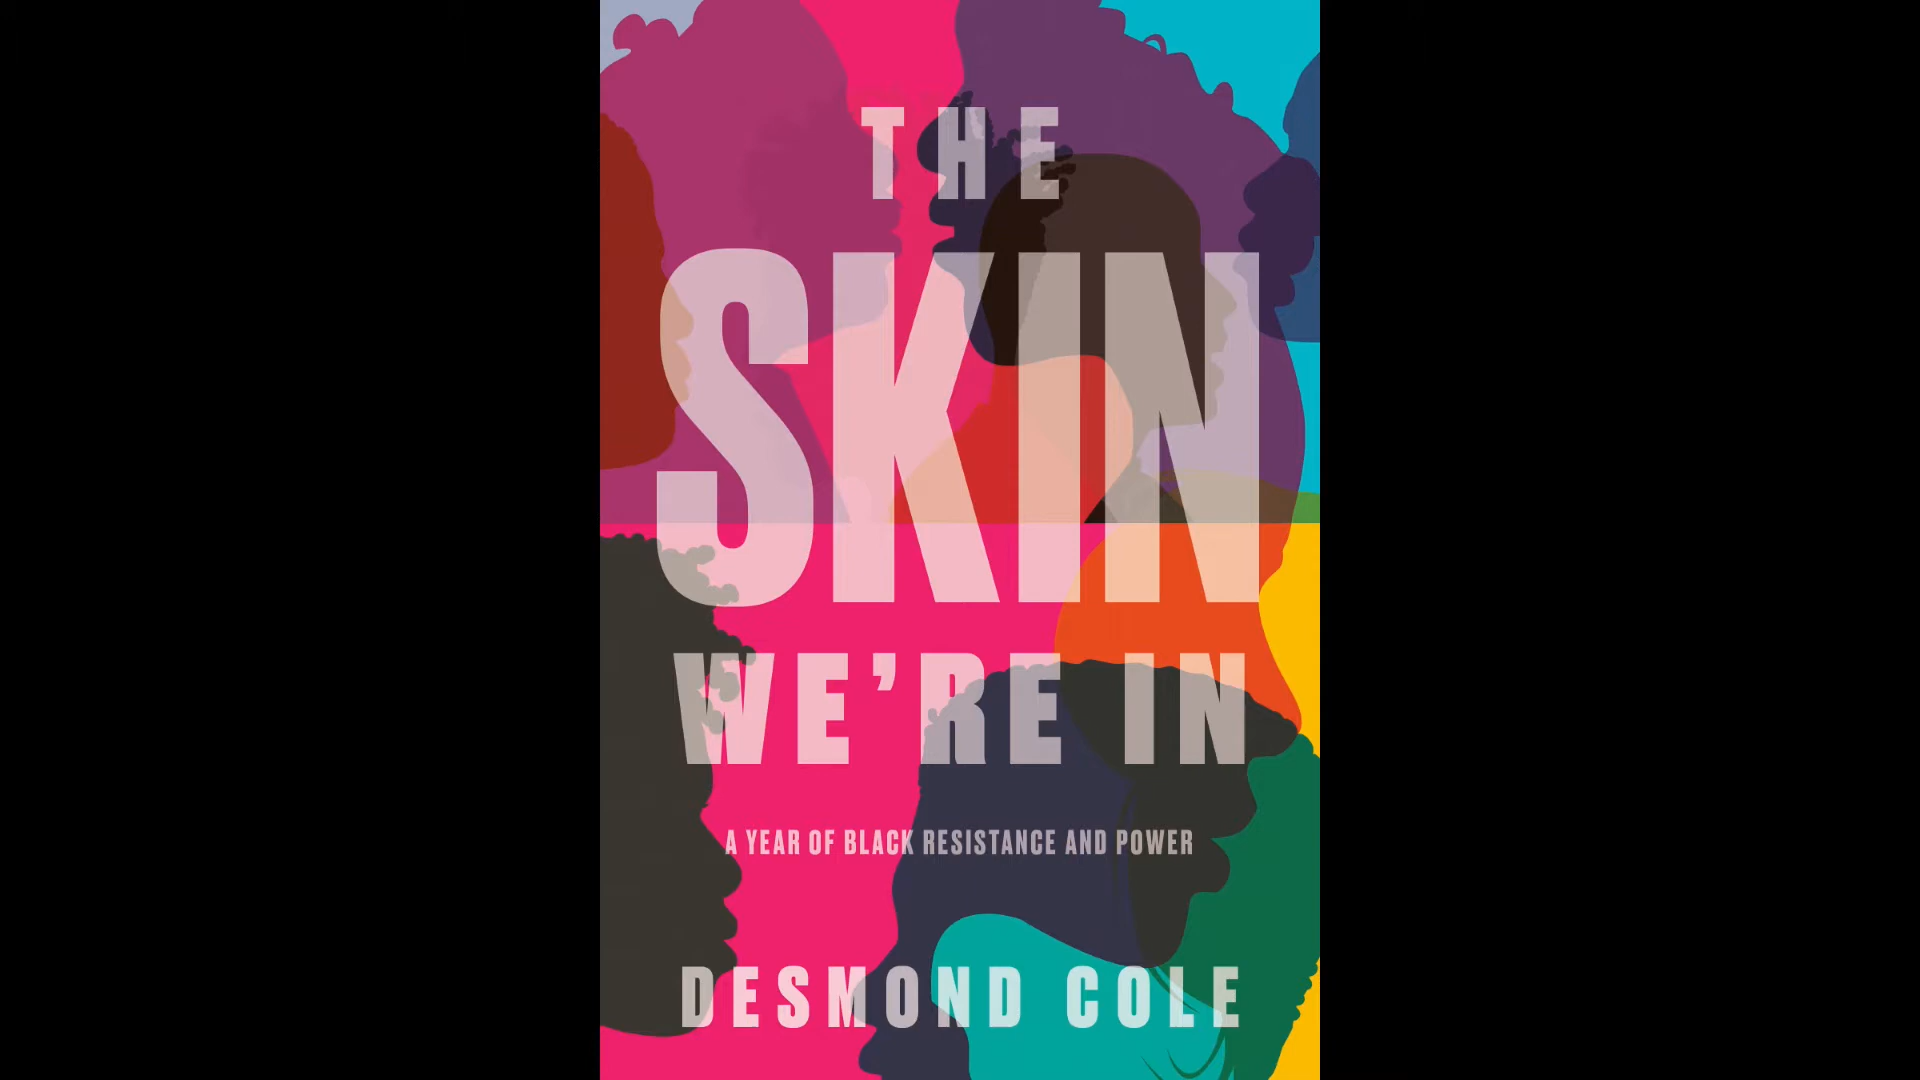 THE
SKIN
WE'RE IN
A YEAR OF BLACK RESISTANCE AND POWER
DESMOND COLE